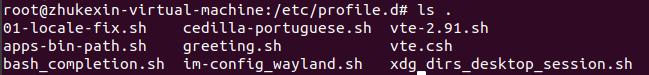 root@zhukexin-virtual-machine:/etc/profile.d# ls .
01-locale-fix.sh cedilla-portuguese.sh vte-2.91.sh
apps-bin-path.sh greeting.sh vte.csh
bash_completion.sh im-config_wayland.sh xdg_dirs_desktop_session.sh